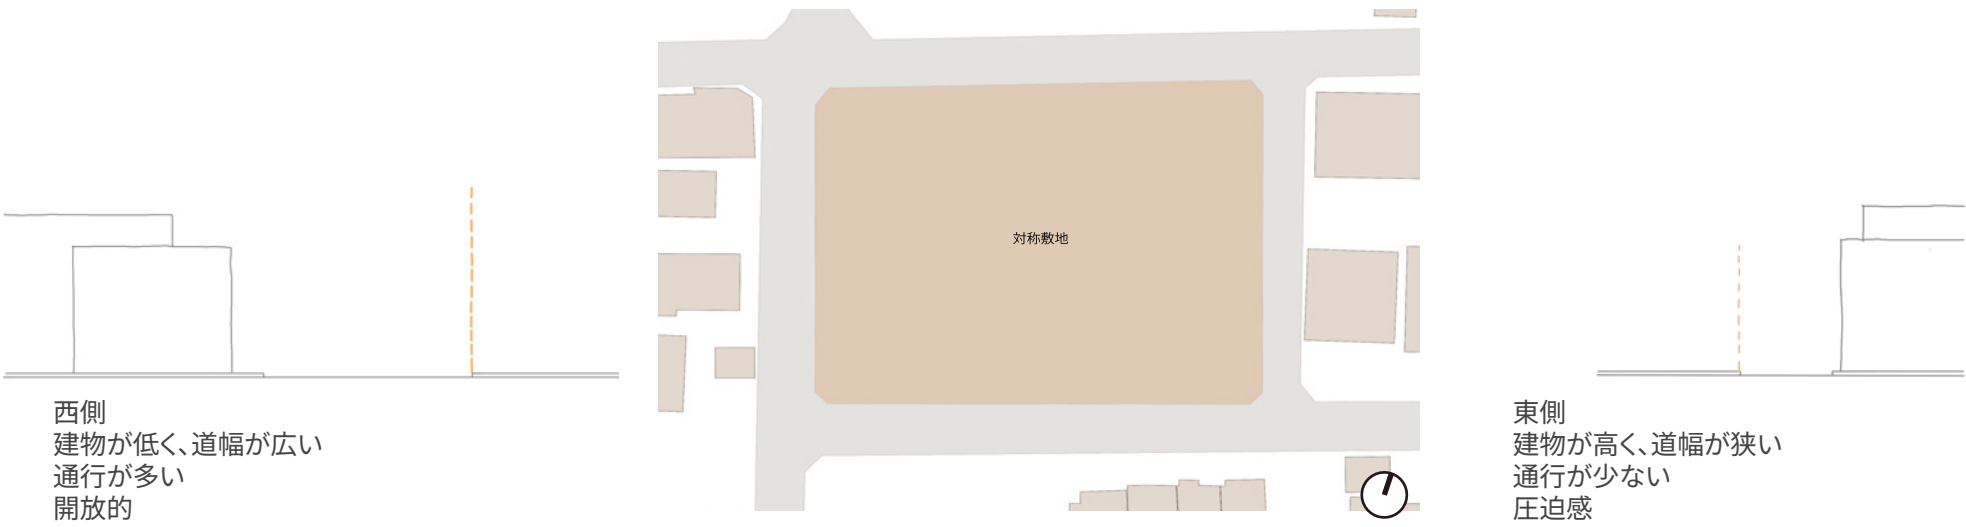 対称敷地
西側
建物が低く、道幅が広い
通行が多い
開放的
東側
建物が高く、道幅が狭い
通行が少ない
圧迫感